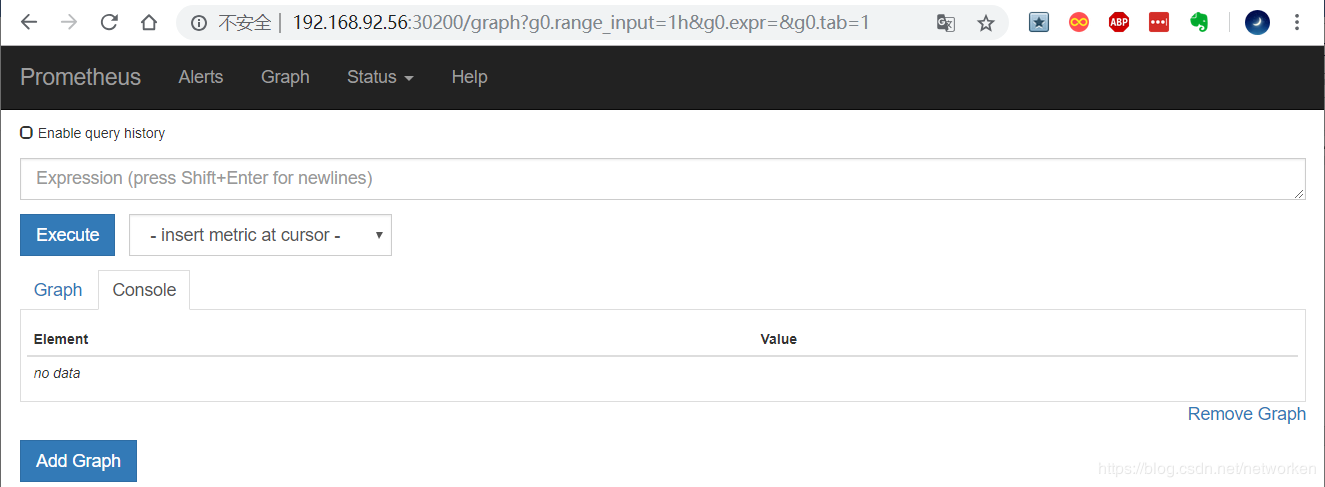 不安全 | 192.168.92.56:30200/graph?g0.range_input=1h&g0.expr=&g0.tab=1
ABP
Prometheus Alerts Graph Status Help
Enable query history
Expression (press Shift+Enter for newlines)
Execute - insert metric at cursor -
Graph Console
Element Value
no data
Remove Graph
Add Graph
https://blog.csdn.net/networken